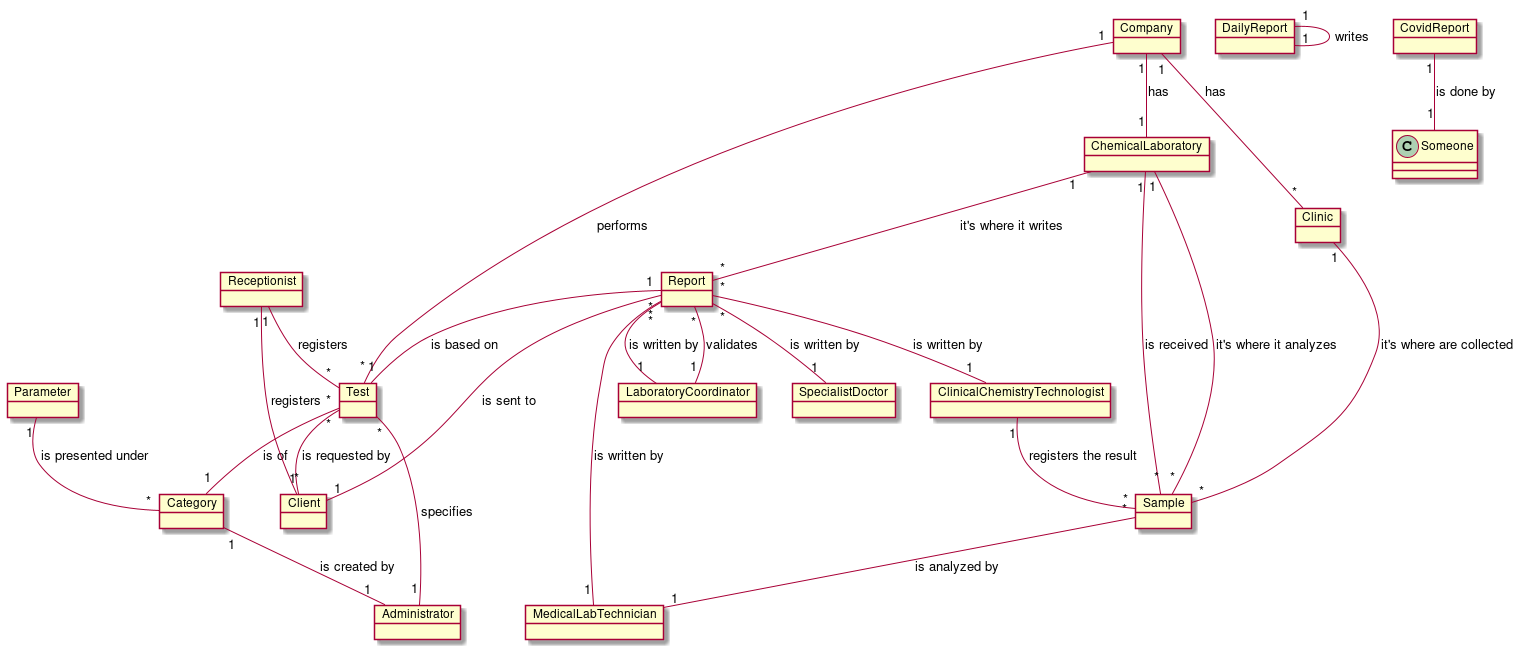 Company
DailyReport
CovidReport
1
1
1
writes
1
1
1
1
has
has
is done by
1
1
C Someone
ChemicalLaboratory
1
1
1
*
Clinic
performs
it's where it writes
1
*
Receptionist
1
Report
*
1
1
*
*
*
*
registers
is based on
is written by
validates
is written by
is written by
is received
it's where it analyzes
it's where are collected
*
*
1
1
1
1
1
Parameter
Test
LaboratoryCoordinator
SpecialistDoctor
ClinicalChemistryTechnologist
registers
*
is sent to
1
*
*
1
is presented under
is of
is requested by
is written by
registers the result
1
1
*
1
*
*
*
*
*
*
Category
Client
specifies
Sample
1
is created by
is analyzed by
1
1
1
1
Administrator
MedicalLabTechnician